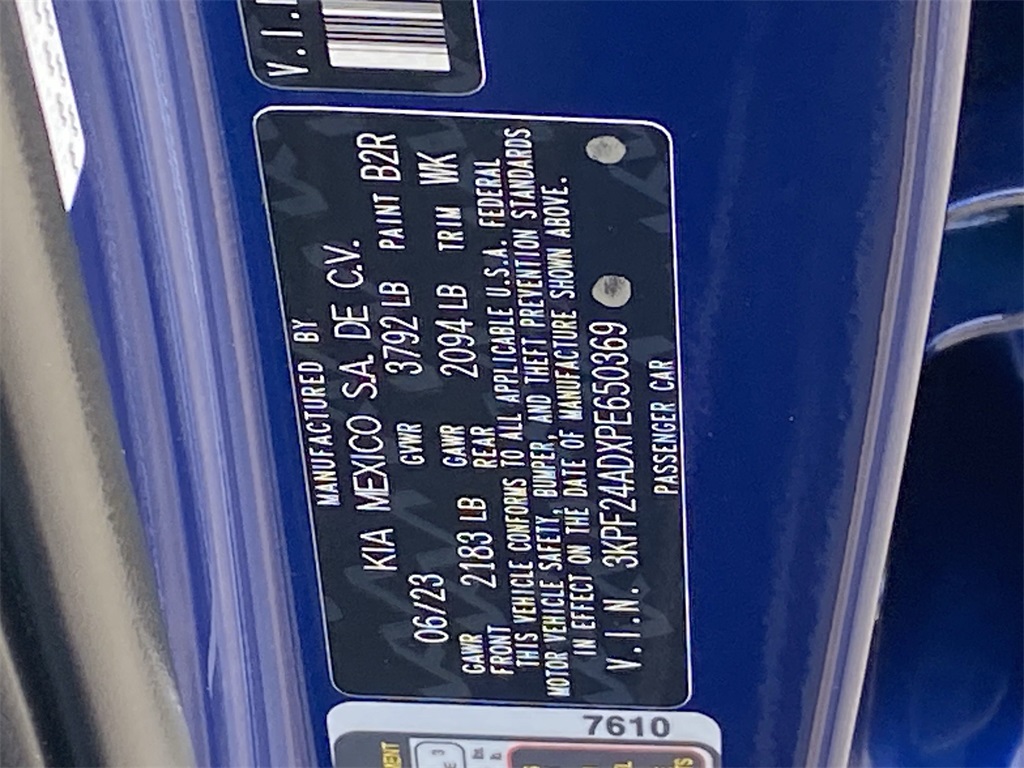 MANUFACTURED BY
KIA MEXICO S.A. DE C.V.
06/23 GVWR 3792 LB PAINT B2R
GAWR FRONT 2183 LB GAWR REAR 2094 LB TRIM WK
THIS VEHICLE CONFORMS TO ALL APPLICABLE U.S.A. FEDERAL
MOTOR VEHICLE SAFETY, BUMPER, AND THEFT PREVENTION STANDARDS
IN EFFECT ON THE DATE OF MANUFACTURE SHOWN ABOVE.
V.I.N. 3KPF24ADXPE650369
PASSENGER CAR
V.I.
7610